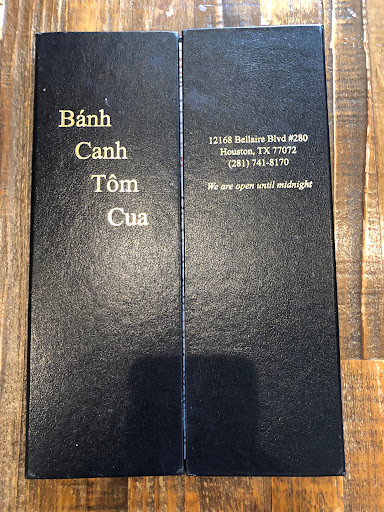 Bánh
Canh
Tôm
Cua
12168 Bellaire Blvd #280
Houston, TX 77072
(281) 741-8170
We are open until midnight